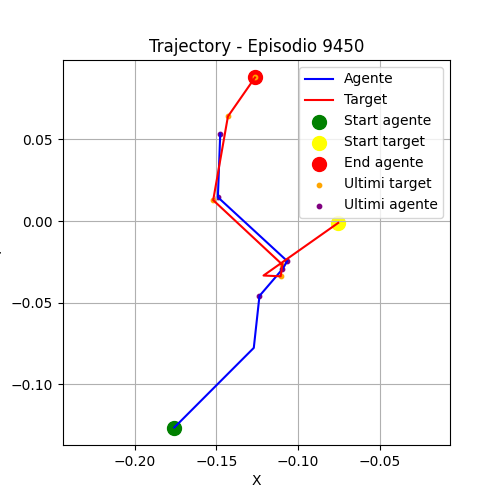 Trajectory - Episodio 9450
Agente
Target
Start agente
Start target
End agente
Ultimi target
Ultimi agente
0.05
0.00
−0.05
−0.10
−0.20
−0.15
−0.10
−0.05
X